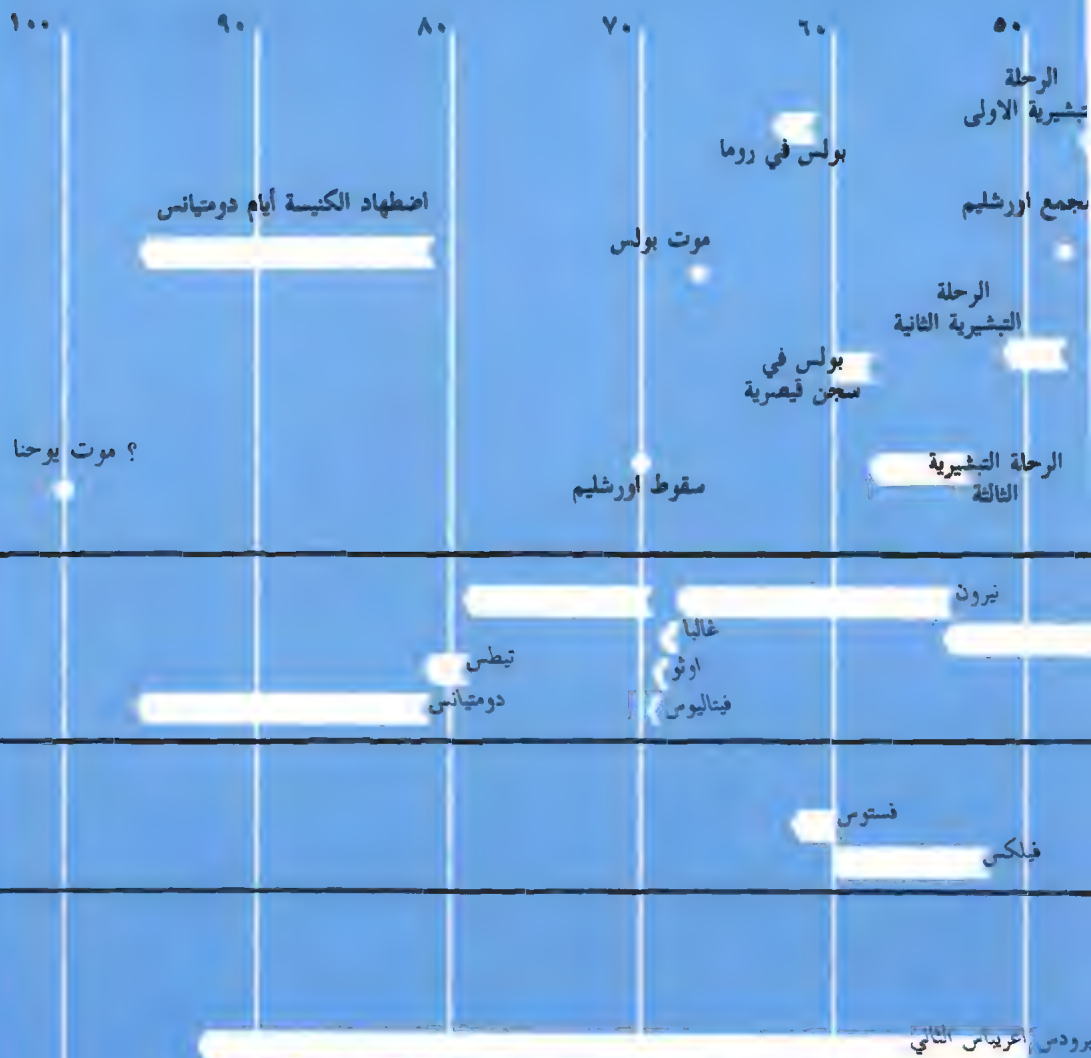 ٥٠ ٦٠ ٧٠ ٨٠ ٩٠ ١٠٠
الرحلة
تبشيرية الاولى
بولس في روما
اضطهاد الكنيسة أيام دومتيانس
مجمع اورشليم
موت بولس
الرحلة
التبشيرية الثانية
بولس في
سجن قيصرية
؟ موت يوحنا
الرحلة التبشيرية
الثالثة
سقوط اورشليم
نيرون
غالبا
تيطس
اوثو
دومتيانس
فيتاليوس
فستوس
فيلكس
يرودس اغريباس الثاني